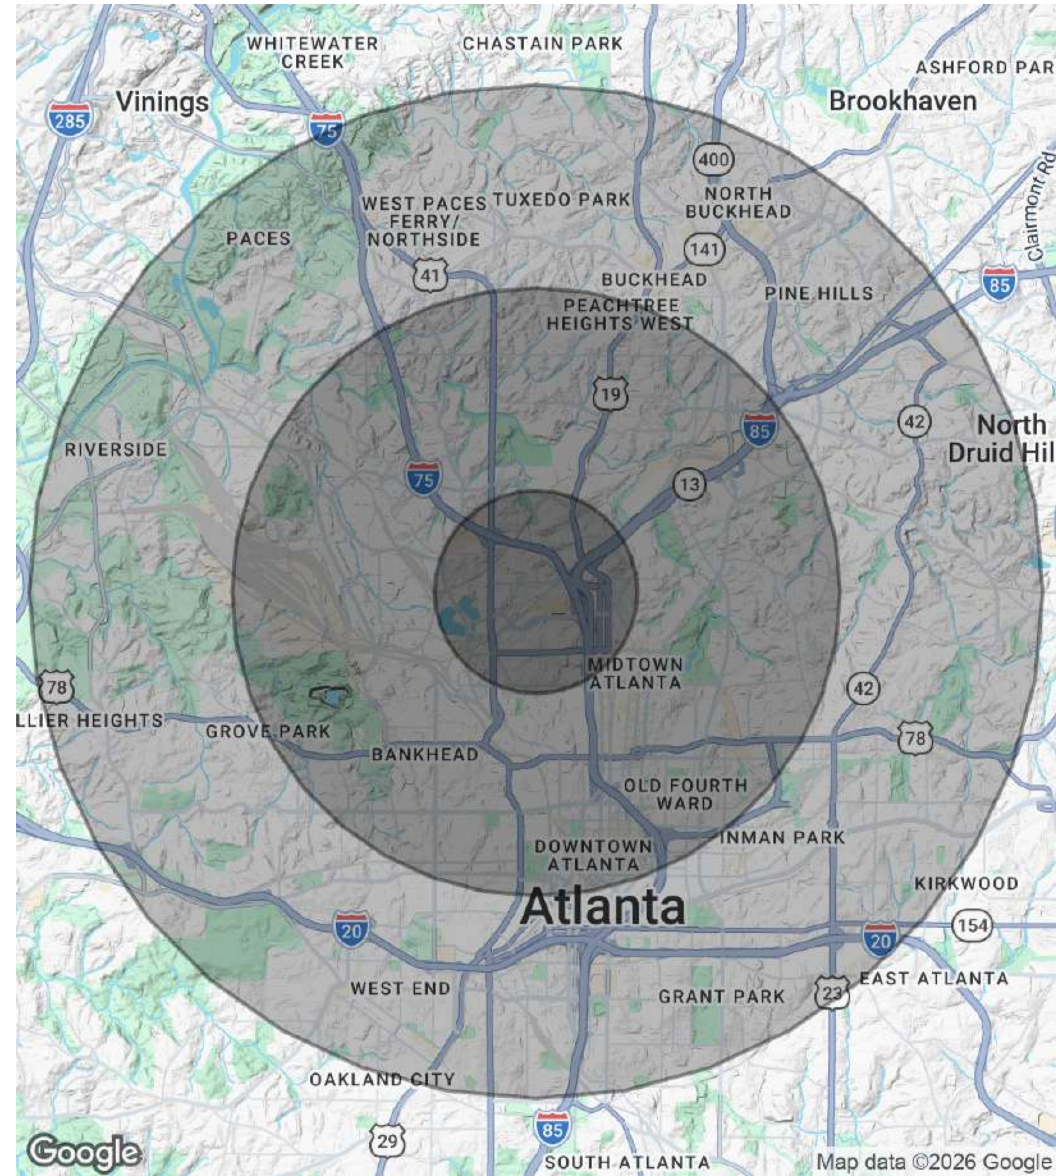 WHITEWATER
CREEK
CHASTAIN PARK
ASHFORD PAR
Vinings
Brookhaven
285
75
400
Clairmont Rd
WEST PACES
FERRY/
NORTHSIDE
TUXEDO PARK
NORTH
BUCKHEAD
PACES
141
41
BUCKHEAD
85
PINE HILLS
PEACHTREE
HEIGHTS WEST
19
42
85
North
Druid Hil
RIVERSIDE
75
13
MIDTOWN
ATLANTA
78
42
LLIER HEIGHTS
GROVE PARK
78
BANKHEAD
OLD FOURTH
WARD
INMAN PARK
DOWNTOWN
ATLANTA
KIRKWOOD
Atlanta
154
20
20
EAST ATLANTA
WEST END
GRANT PARK
23
OAKLAND CITY
85
29
Google
SOUTH ATLANTA
Map data ©2026 Google